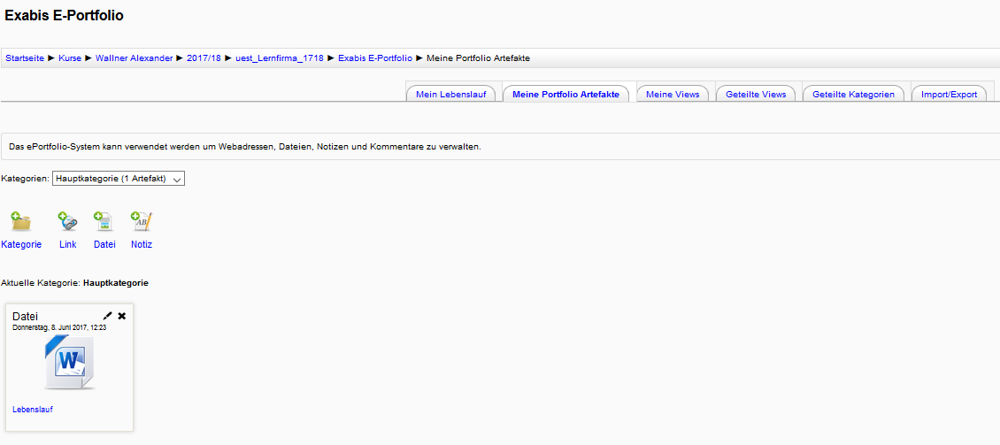 Exabis E-Portfolio
Startseite ► Kurse ► Wallner Alexander ► 2017/18 ► uest_Lernfirma_1718 ► Exabis E-Portfolio ► Meine Portfolio Artefakte
Mein Lebenslauf Meine Portfolio Artefakte Meine Views Geteilte Views Geteilte Kategorien Import/Export
Das ePortfolio-System kann verwendet werden um Webadressen, Dateien, Notizen und Kommentare zu verwalten.
Kategorien: Hauptkategorie (1 Artefakt)
AB
Kategorie Link Datei Notiz
Aktuelle Kategorie: Hauptkategorie
Datei
Donnerstag, 8. Juni 2017, 12:23
W
Lebenslauf